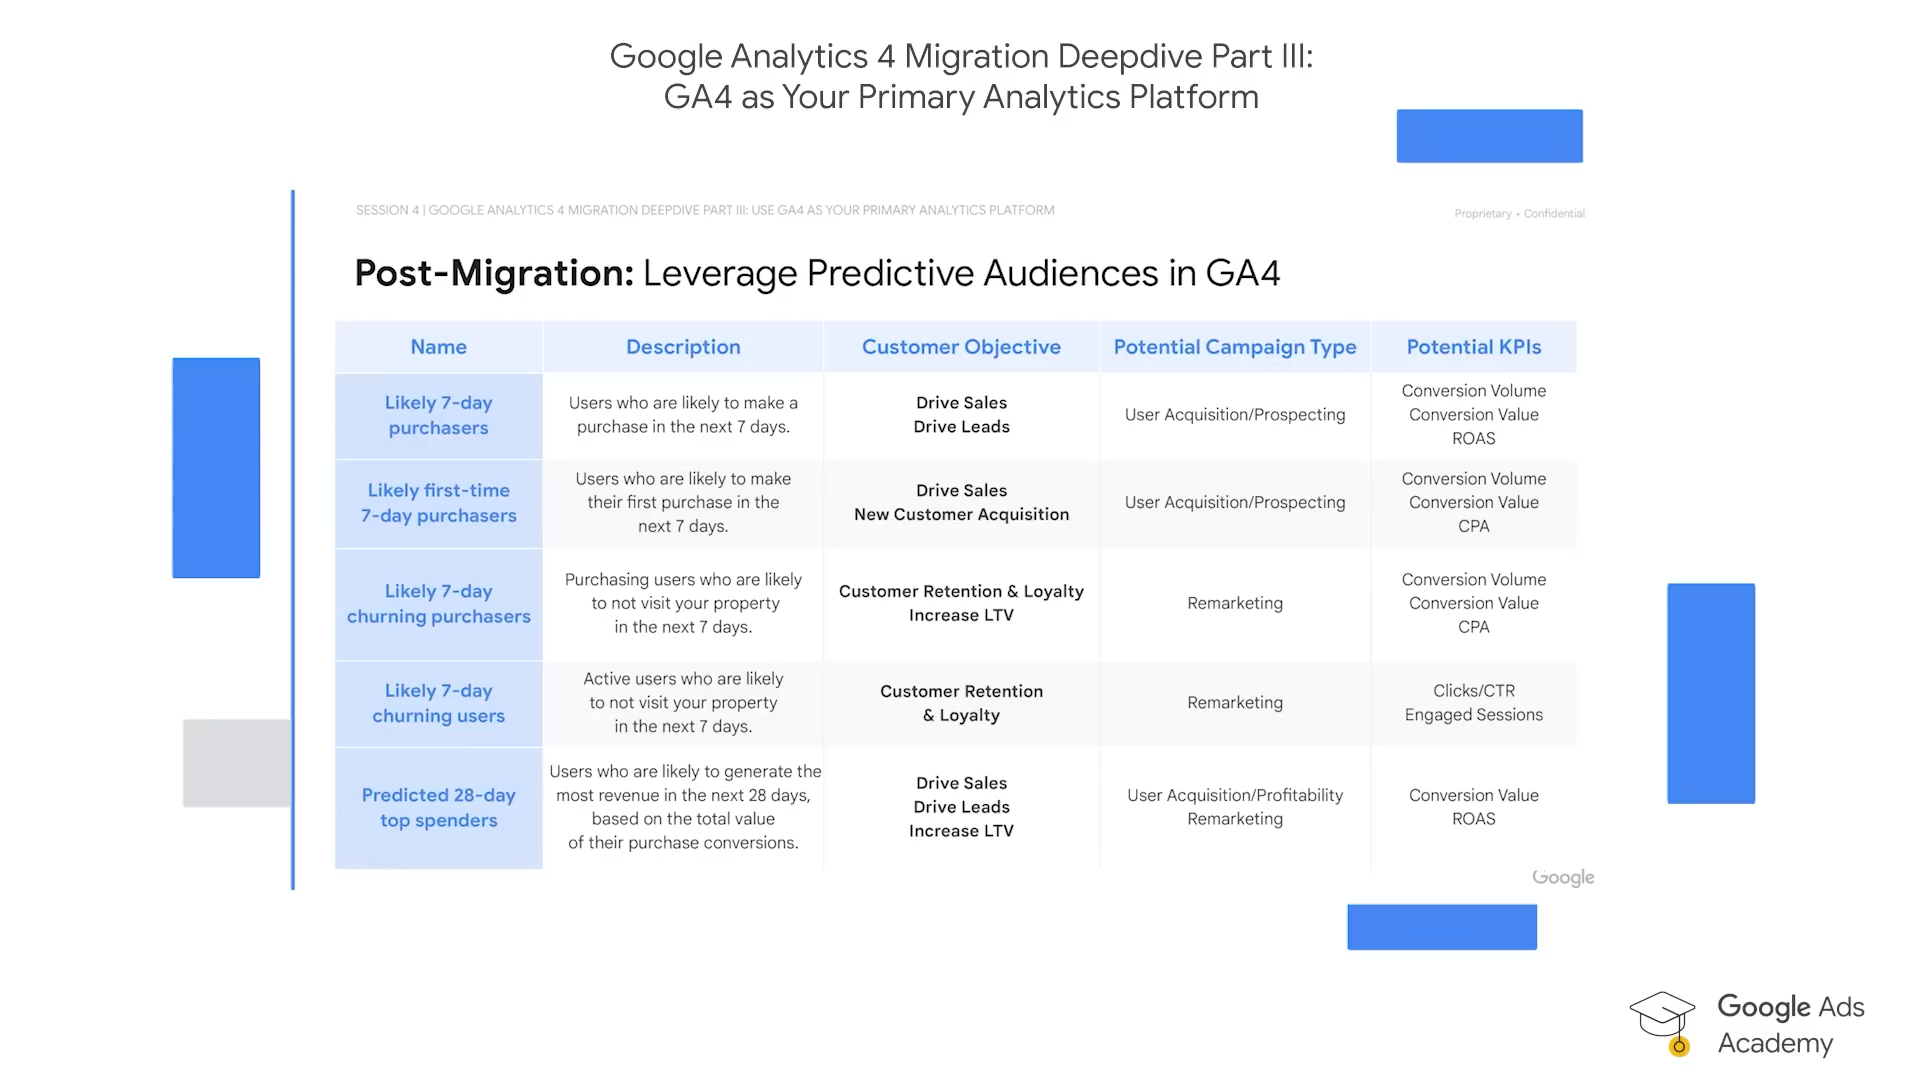 Google Analytics 4 Migration Deepdive Part III:
GA4 as Your Primary Analytics Platform
SESSION 4 | GOOGLE ANALYTICS 4 MIGRATION DEEPDIVE PART III: USE GA4 AS YOUR PRIMARY ANALYTICS PLATFORM
Proprietary + Confidential
Post-Migration: Leverage Predictive Audiences in GA4
Name
Description
Customer Objective
Potential Campaign Type
Potential KPIs
Likely 7-day
purchasers
Users who are likely to make a
purchase in the next 7 days.
Drive Sales
Drive Leads
User Acquisition/Prospecting
Conversion Volume
Conversion Value
ROAS
Likely first-time
7-day purchasers
Users who are likely to make
their first purchase in the
next 7 days.
Drive Sales
New Customer Acquisition
User Acquisition/Prospecting
Conversion Volume
Conversion Value
CPA
Likely 7-day
churning purchasers
Purchasing users who are likely
to not visit your property
in the next 7 days.
Customer Retention & Loyalty
Increase LTV
Remarketing
Conversion Volume
Conversion Value
CPA
Likely 7-day
churning users
Active users who are likely
to not visit your property
in the next 7 days.
Customer Retention
& Loyalty
Remarketing
Clicks/CTR
Engaged Sessions
Predicted 28-day
top spenders
Users who are likely to generate the
most revenue in the next 28 days,
based on the total value
of their purchase conversions.
Drive Sales
Drive Leads
Increase LTV
User Acquisition/Profitability
Remarketing
Conversion Value
ROAS
Google
Google Ads
Academy